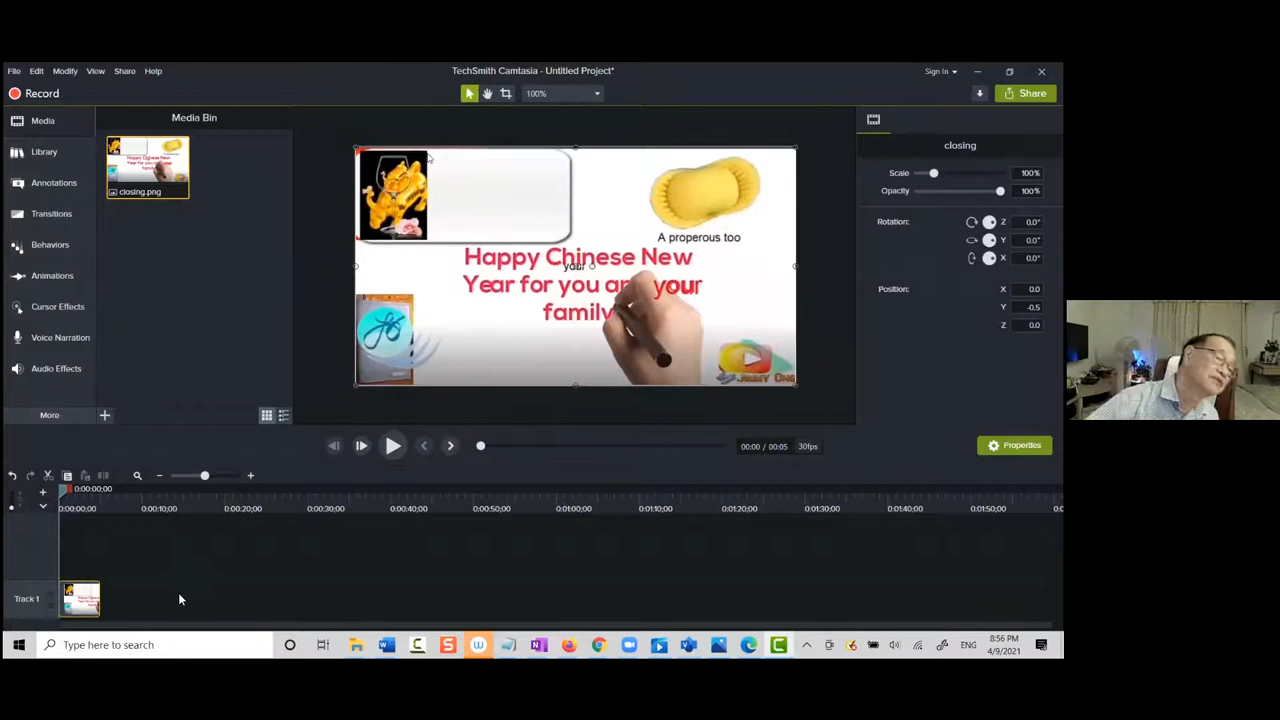 File Edit Modify View Share Help
TechSmith Camtasia - Untitled Project*
Sign In
Record
100%
Share
Media
Library
Annotations
Transitions
Behaviors
Animations
Cursor Effects
Voice Narration
Audio Effects
More
Media Bin
closing.png
A properous too
Happy Chinese New
your
Year for you and your
family
JIMMY ONG
closing
Scale 100%
Opacity 100%
Rotation: Z 0.0°
Y 0.0°
X 0.0°
Position: X 0.0
Y -0.5
Z 0.0
00:00 / 00:05 30fps
Properties
0:00:00;00
0:00:00;00 0:00:10;00 0:00:20;00 0:00:30;00 0:00:40;00 0:00:50;00 0:01:00;00 0:01:10;00 0:01:20;00 0:01:30;00 0:01:40;00 0:01:50;00
Track 1
Type here to search
ENG
8:56 PM
4/9/2021